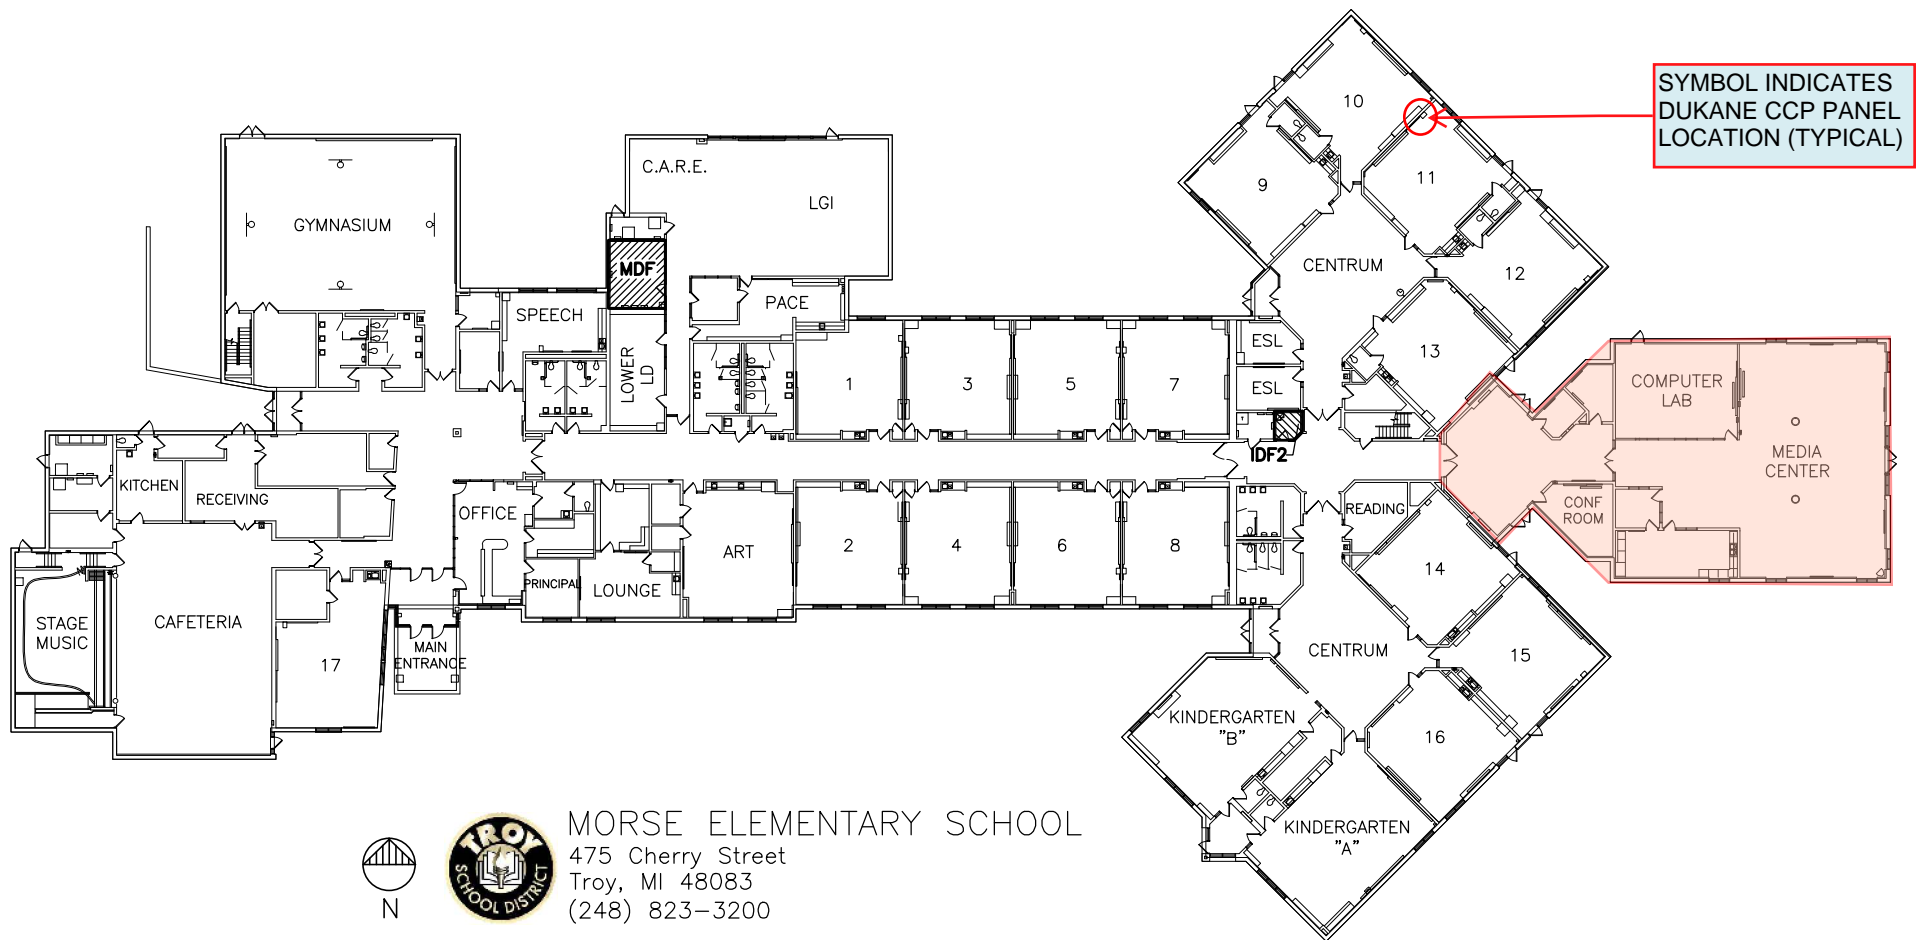 SYMBOL INDICATES
DUKANE CCP PANEL
LOCATION (TYPICAL)
10
9
11
12
CENTRUM
13
C.A.R.E.
LGI
GYMNASIUM
MDF
PACE
SPEECH
LOWER
LD
1
3
5
7
ESL
ESL
IDF2
COMPUTER
LAB
MEDIA
CENTER
CONF
ROOM
KITCHEN
RECEIVING
OFFICE
PRINCIPAL
LOUNGE
ART
2
4
6
8
READING
14
15
16
CENTRUM
STAGE
MUSIC
CAFETERIA
17
MAIN
ENTRANCE
KINDERGARTEN
"B"
KINDERGARTEN
"A"
N
TROY
SCHOOL DISTRICT
MORSE ELEMENTARY SCHOOL
475 Cherry Street
Troy, MI 48083
(248) 823-3200